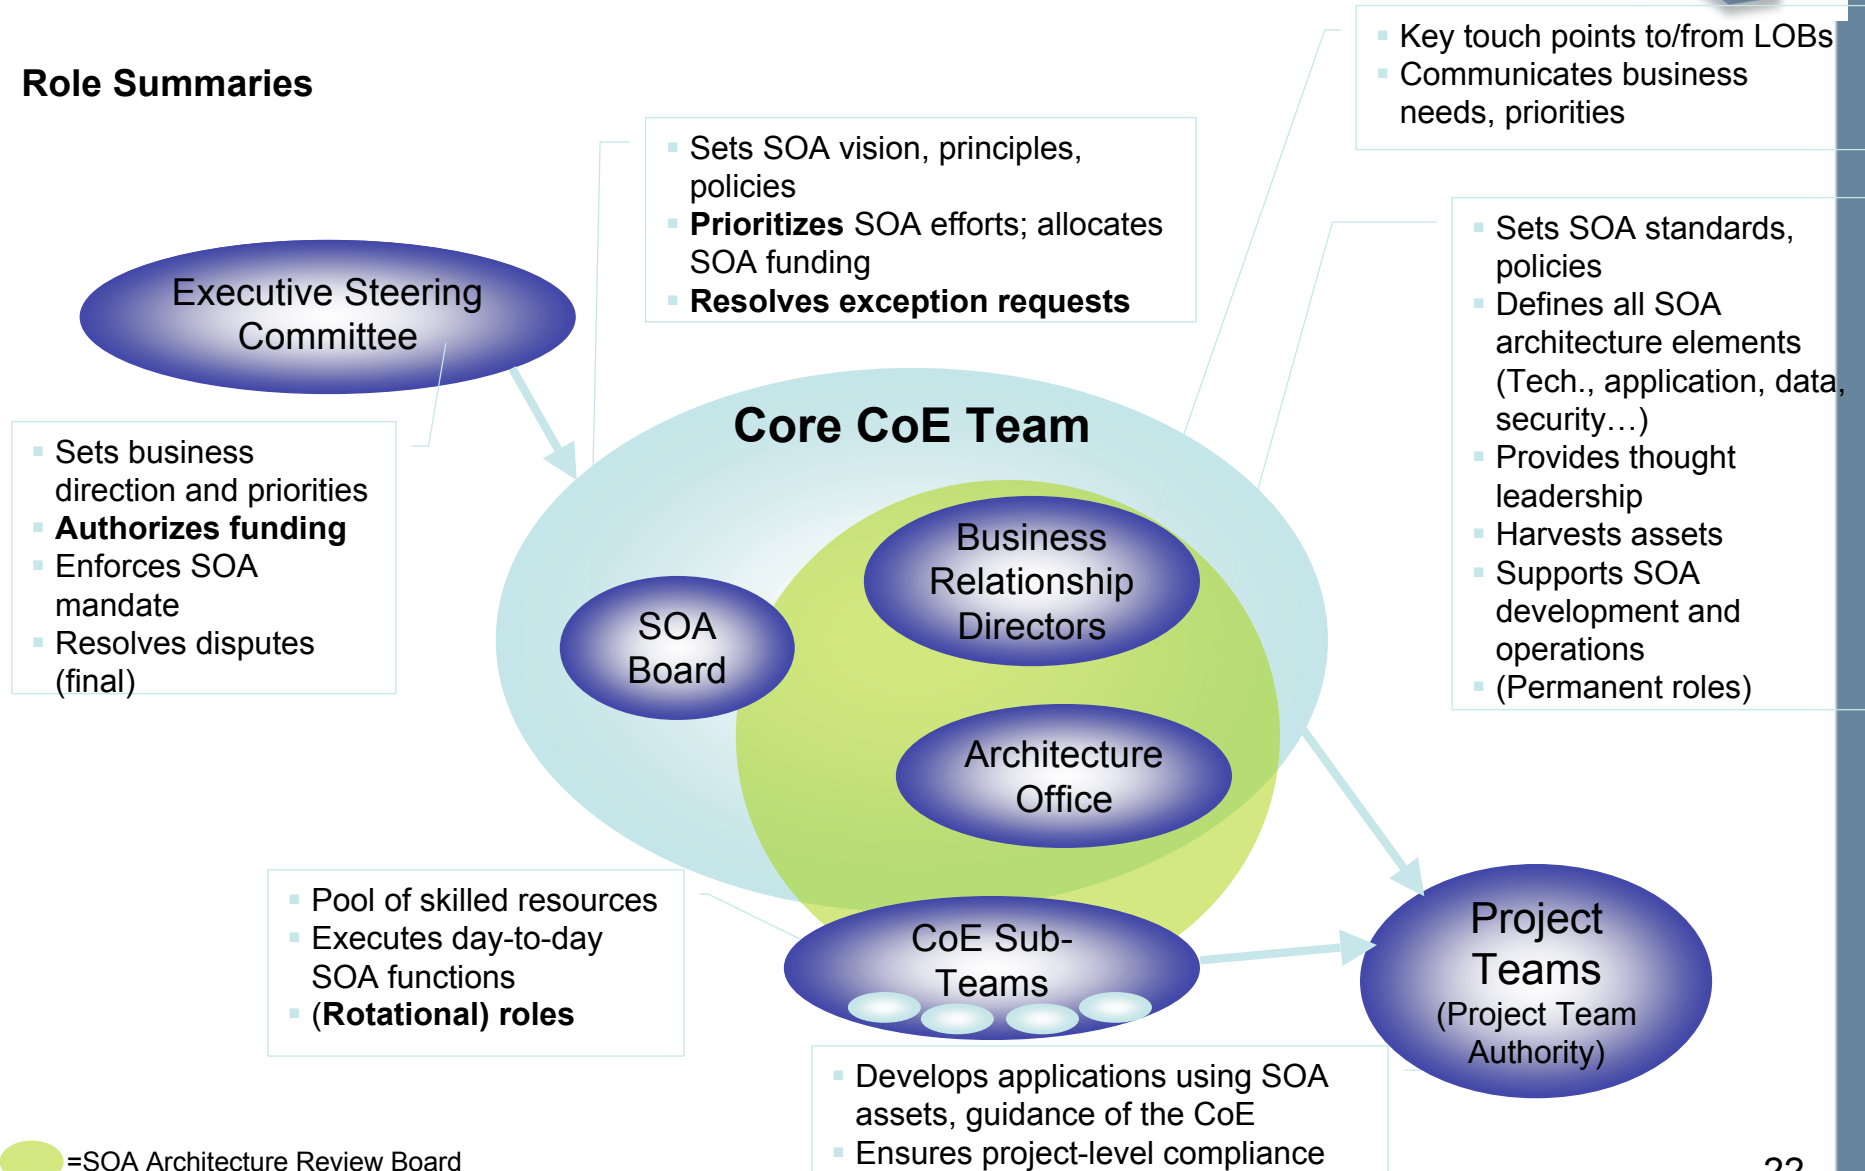 Role Summaries
Key touch points to/from LOBs
Communicates business
needs, priorities
Sets SOA vision, principles,
policies
Prioritizes SOA efforts; allocates
SOA funding
Resolves exception requests
Sets SOA standards,
policies
Defines all SOA
architecture elements
(Tech., application, data,
security…)
Provides thought
leadership
Harvests assets
Supports SOA
development and
operations
(Permanent roles)
Executive Steering
Committee
Sets business
direction and priorities
Authorizes funding
Enforces SOA
mandate
Resolves disputes
(final)
Core CoE Team
Business
Relationship
Directors
SOA
Board
Architecture
Office
Pool of skilled resources
Executes day-to-day
SOA functions
(Rotational) roles
CoE Sub-
Teams
Project
Teams
(Project Team
Authority)
Develops applications using SOA
assets, guidance of the CoE
Ensures project-level compliance
=SOA Architecture Review Board
22